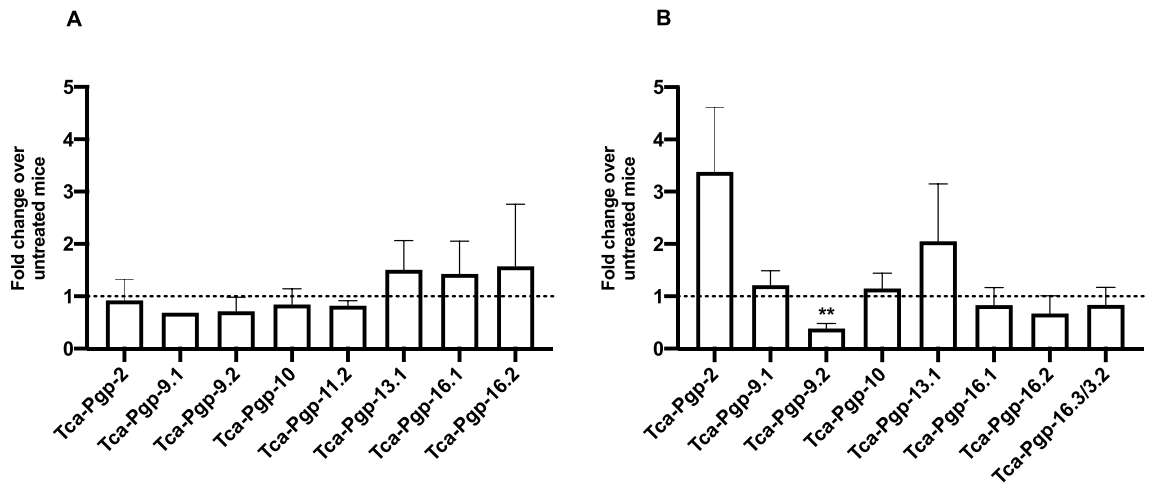 A
Fold change over
untreated mice
5
4
3
2
1
0
Tca-Pgp-2
Tca-Pgp-9.1
Tca-Pgp-9.2
Tca-Pgp-10
Tca-Pgp-11.2
Tca-Pgp-13.1
Tca-Pgp-16.1
Tca-Pgp-16.2
B
Fold change over
untreated mice
5
4
3
2
1
0
**
Tca-Pgp-2
Tca-Pgp-9.1
Tca-Pgp-9.2
Tca-Pgp-10
Tca-Pgp-13.1
Tca-Pgp-16.1
Tca-Pgp-16.2
Tca-Pgp-16.3/3.2